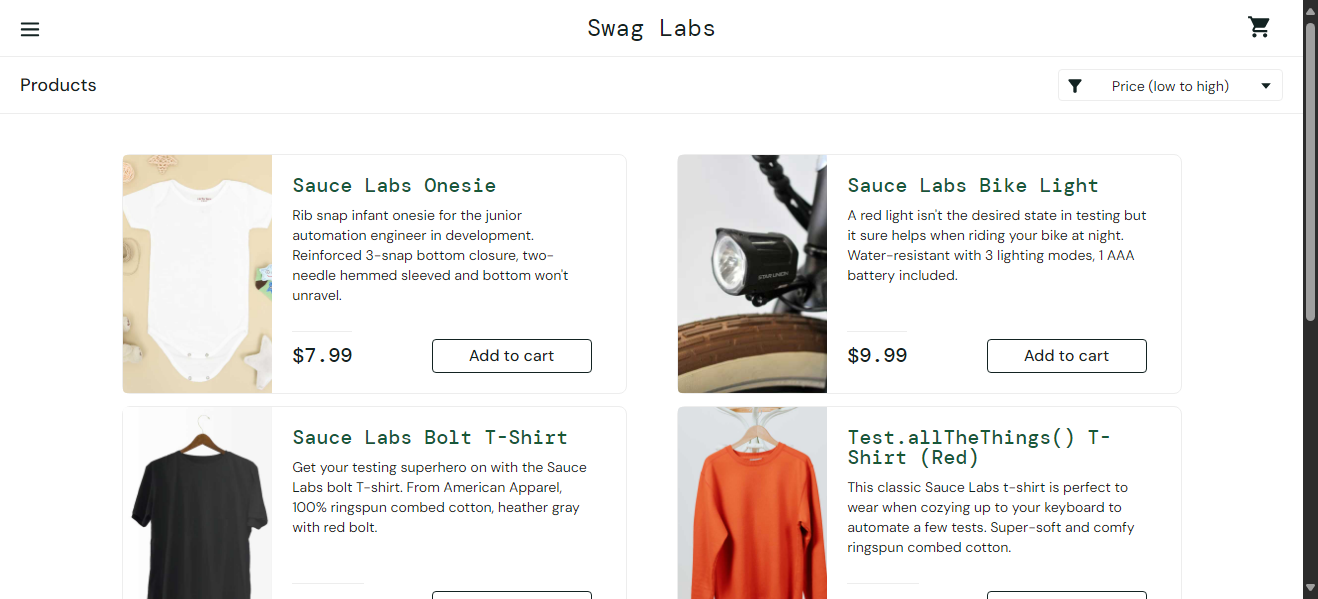 Swag Labs
Products
Price (low to high)
Sauce Labs Onesie
Rib snap infant onesie for the junior
automation engineer in development.
Reinforced 3-snap bottom closure, two-
needle hemmed sleeved and bottom won't
unravel.
$7.99
Add to cart
Sauce Labs Bike Light
A red light isn't the desired state in testing but
it sure helps when riding your bike at night.
Water-resistant with 3 lighting modes, 1 AAA
battery included.
$9.99
Add to cart
STAR UNION
Sauce Labs Bolt T-Shirt
Get your testing superhero on with the Sauce
Labs bolt T-shirt. From American Apparel,
100% ringspun combed cotton, heather gray
with red bolt.
Test.allTheThings() T-
Shirt (Red)
This classic Sauce Labs t-shirt is perfect to
wear when cozying up to your keyboard to
automate a few tests. Super-soft and comfy
ringspun combed cotton.